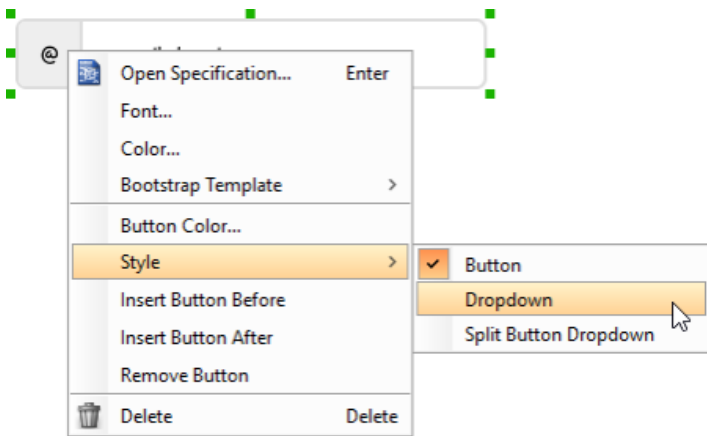 @
Open Specification... Enter
Font...
Color...
Bootstrap Template
Button Color...
Style
Button
Insert Button Before
Dropdown
Insert Button After
Split Button Dropdown
Remove Button
Delete Delete